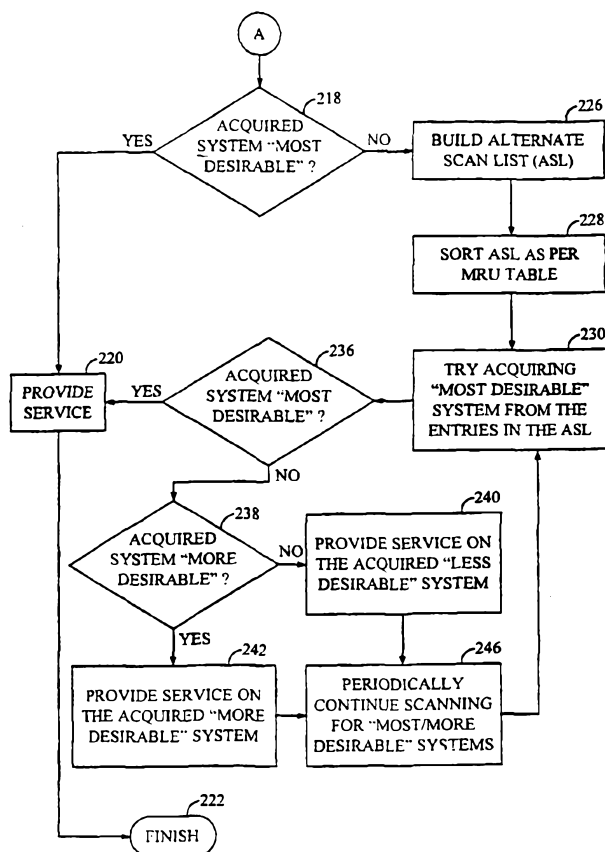 A
218
ACQUIRED
SYSTEM "MOST
DESIRABLE" ?
YES
NO
226
BUILD ALTERNATE
SCAN LIST (ASL)
228
SORT ASL AS PER
MRU TABLE
230
TRY ACQUIRING
"MOST DESIRABLE"
SYSTEM FROM THE
ENTRIES IN THE ASL
236
ACQUIRED
SYSTEM "MOST
DESIRABLE" ?
YES
220
PROVIDE
SERVICE
NO
238
ACQUIRED
SYSTEM "MORE
DESIRABLE" ?
NO
240
PROVIDE SERVICE ON
THE ACQUIRED "LESS
DESIRABLE" SYSTEM
YES
242
PROVIDE SERVICE ON
THE ACQUIRED "MORE
DESIRABLE" SYSTEM
246
PERIODICALLY
CONTINUE SCANNING
FOR "MOST/MORE
DESIRABLE" SYSTEMS
222
FINISH